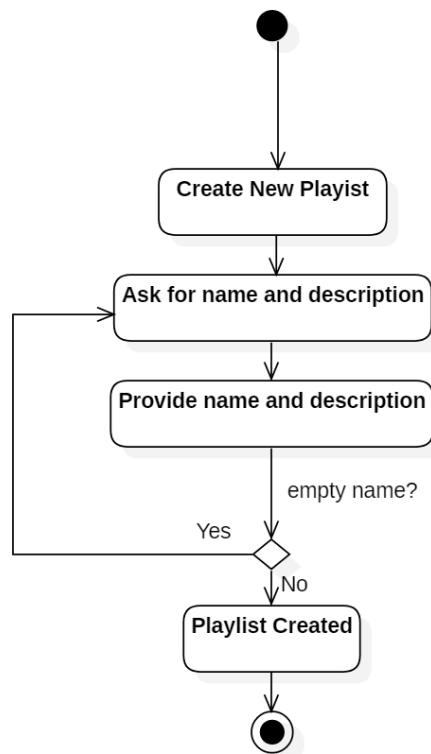 Create New Playist
Ask for name and description
Provide name and description
empty name?
Yes
No
Playlist Created